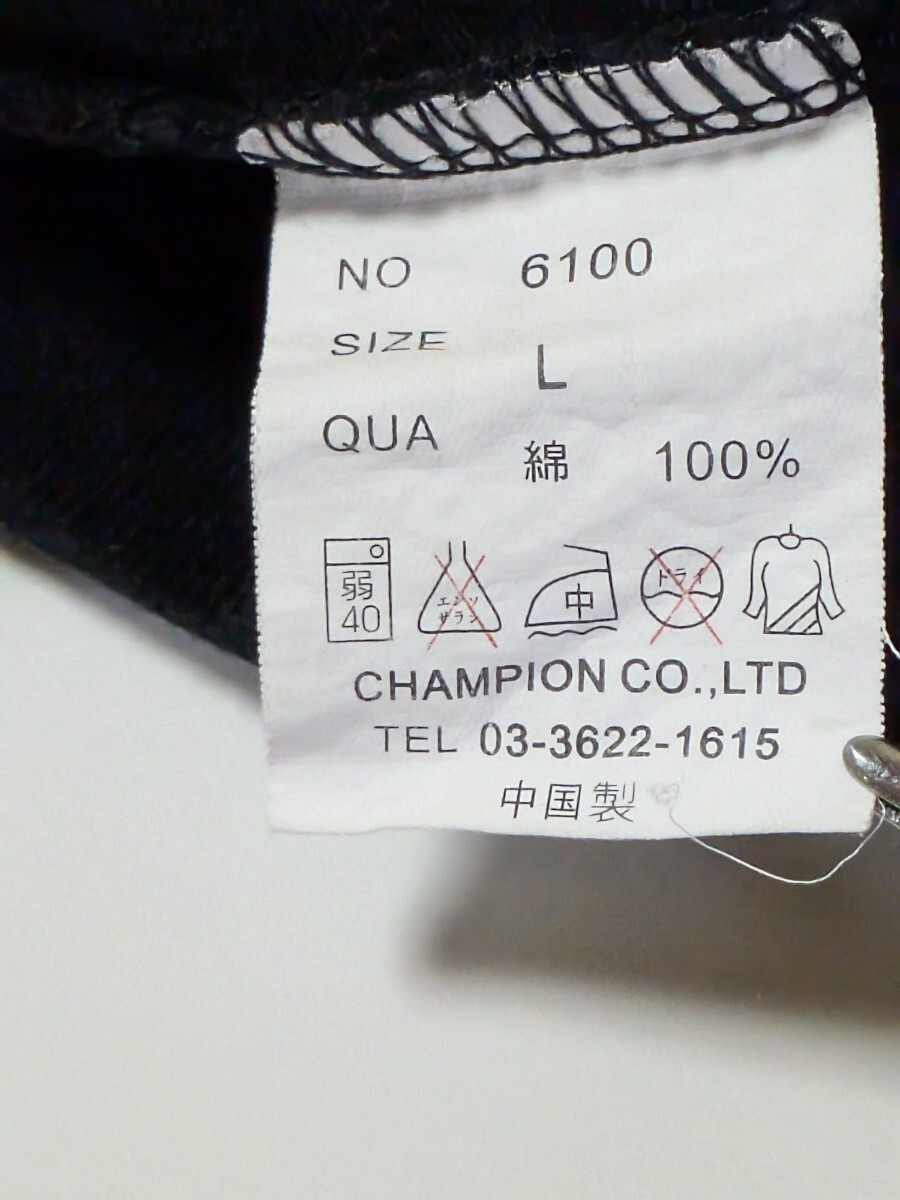 NO 6100
SIZE L
QUA 綿 100%
弱 40 エンソ サラシ 中 ドライ
CHAMPION CO.,LTD
TEL 03-3622-1615
中国製